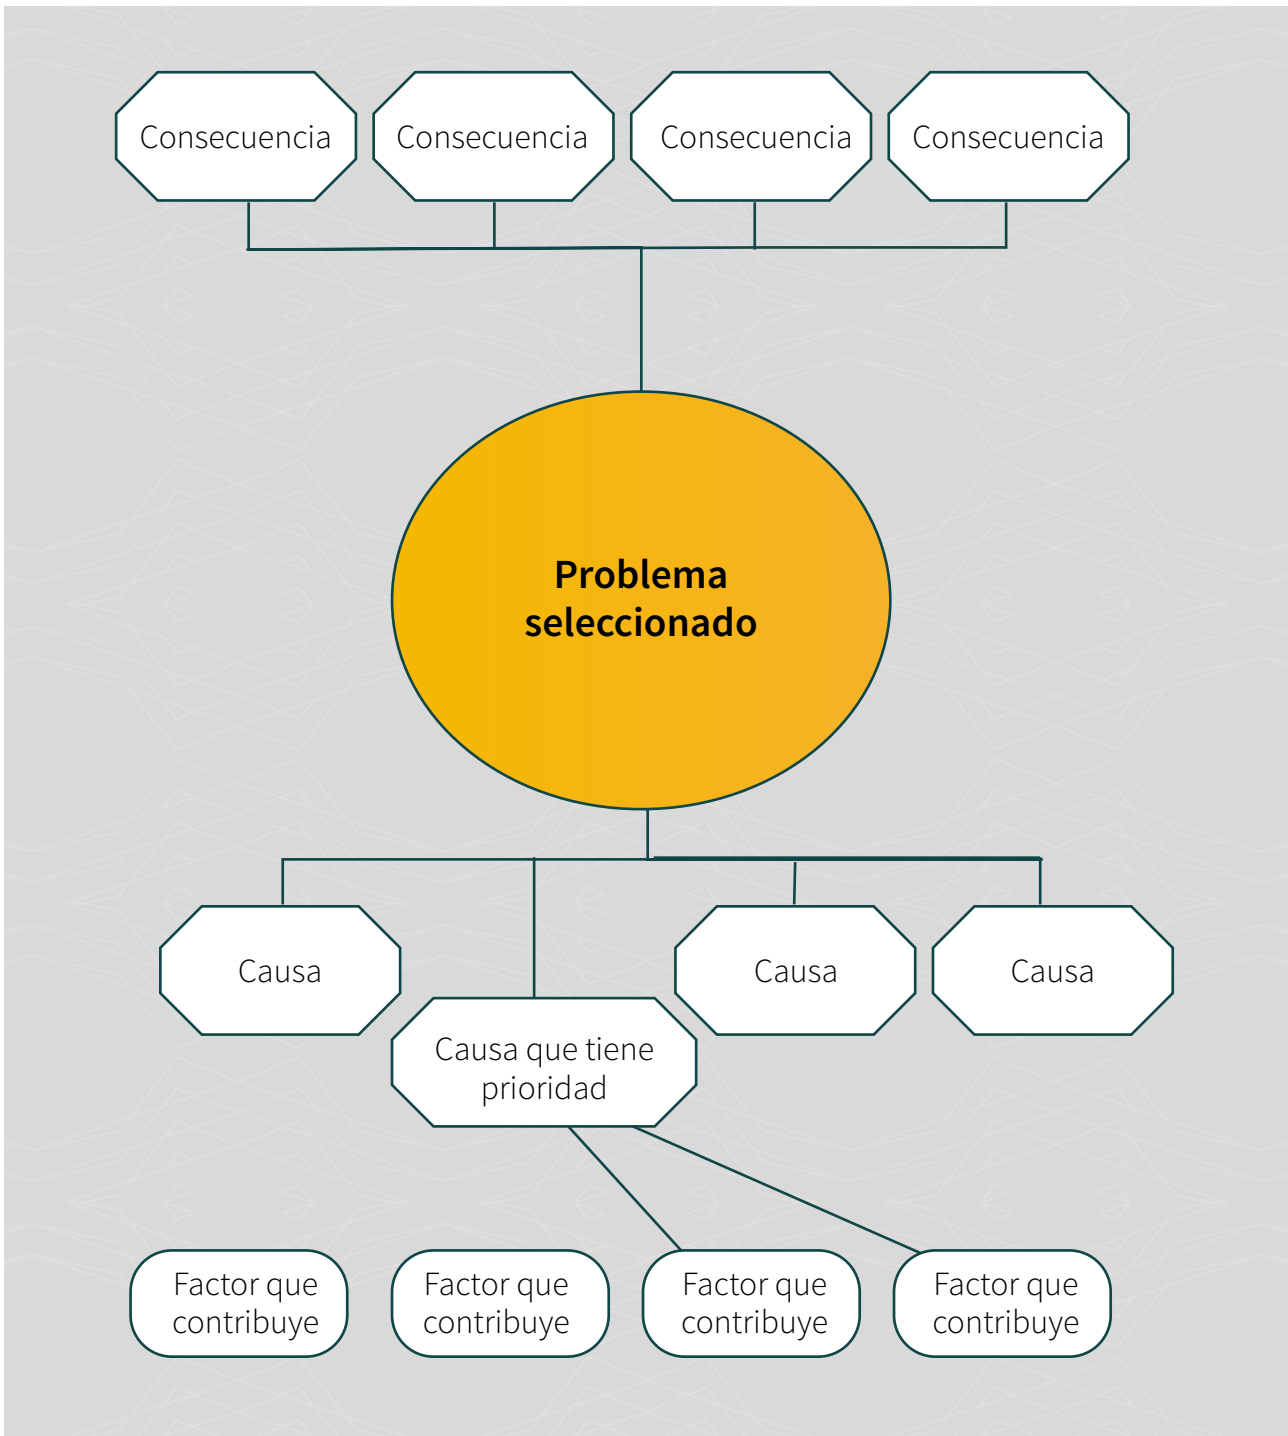 Consecuencia
Consecuencia
Consecuencia
Consecuencia
Problema
seleccionado
Causa
Causa
Causa
Causa que tiene
prioridad
Factor que
contribuye
Factor que
contribuye
Factor que
contribuye
Factor que
contribuye